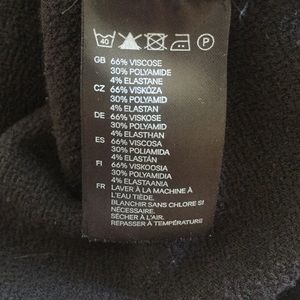 40 P
GB 66% VISCOSE
30% POLYAMIDE
4% ELASTANE
CZ 66% VISKÓZA
30% POLYAMID
4% ELASTAN
DE 66% VISKOSE
30% POLYAMID
4% ELASTHAN
ES 66% VISCOSA
30% POLIAMIDA
4% ELASTÁN
FI 66% VISKOOSIA
30% POLYAMIDIA
4% ELASTAANIA
FR LAVER À LA MACHINE À
L'EAU TIÈDE.
BLANCHIR SANS CHLORE SI
NÉCESSAIRE.
SÉCHER À L'AIR.
REPASSER À TEMPÉRATURE